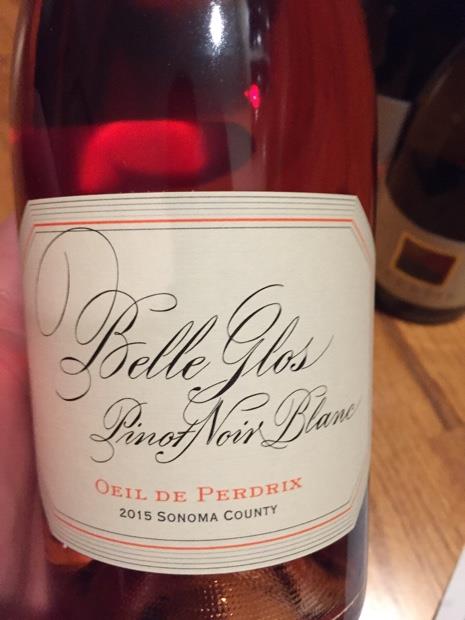 Belle Glos
Pinot Noir Blanc
OEIL DE PERDRIX
2015 SONOMA COUNTY